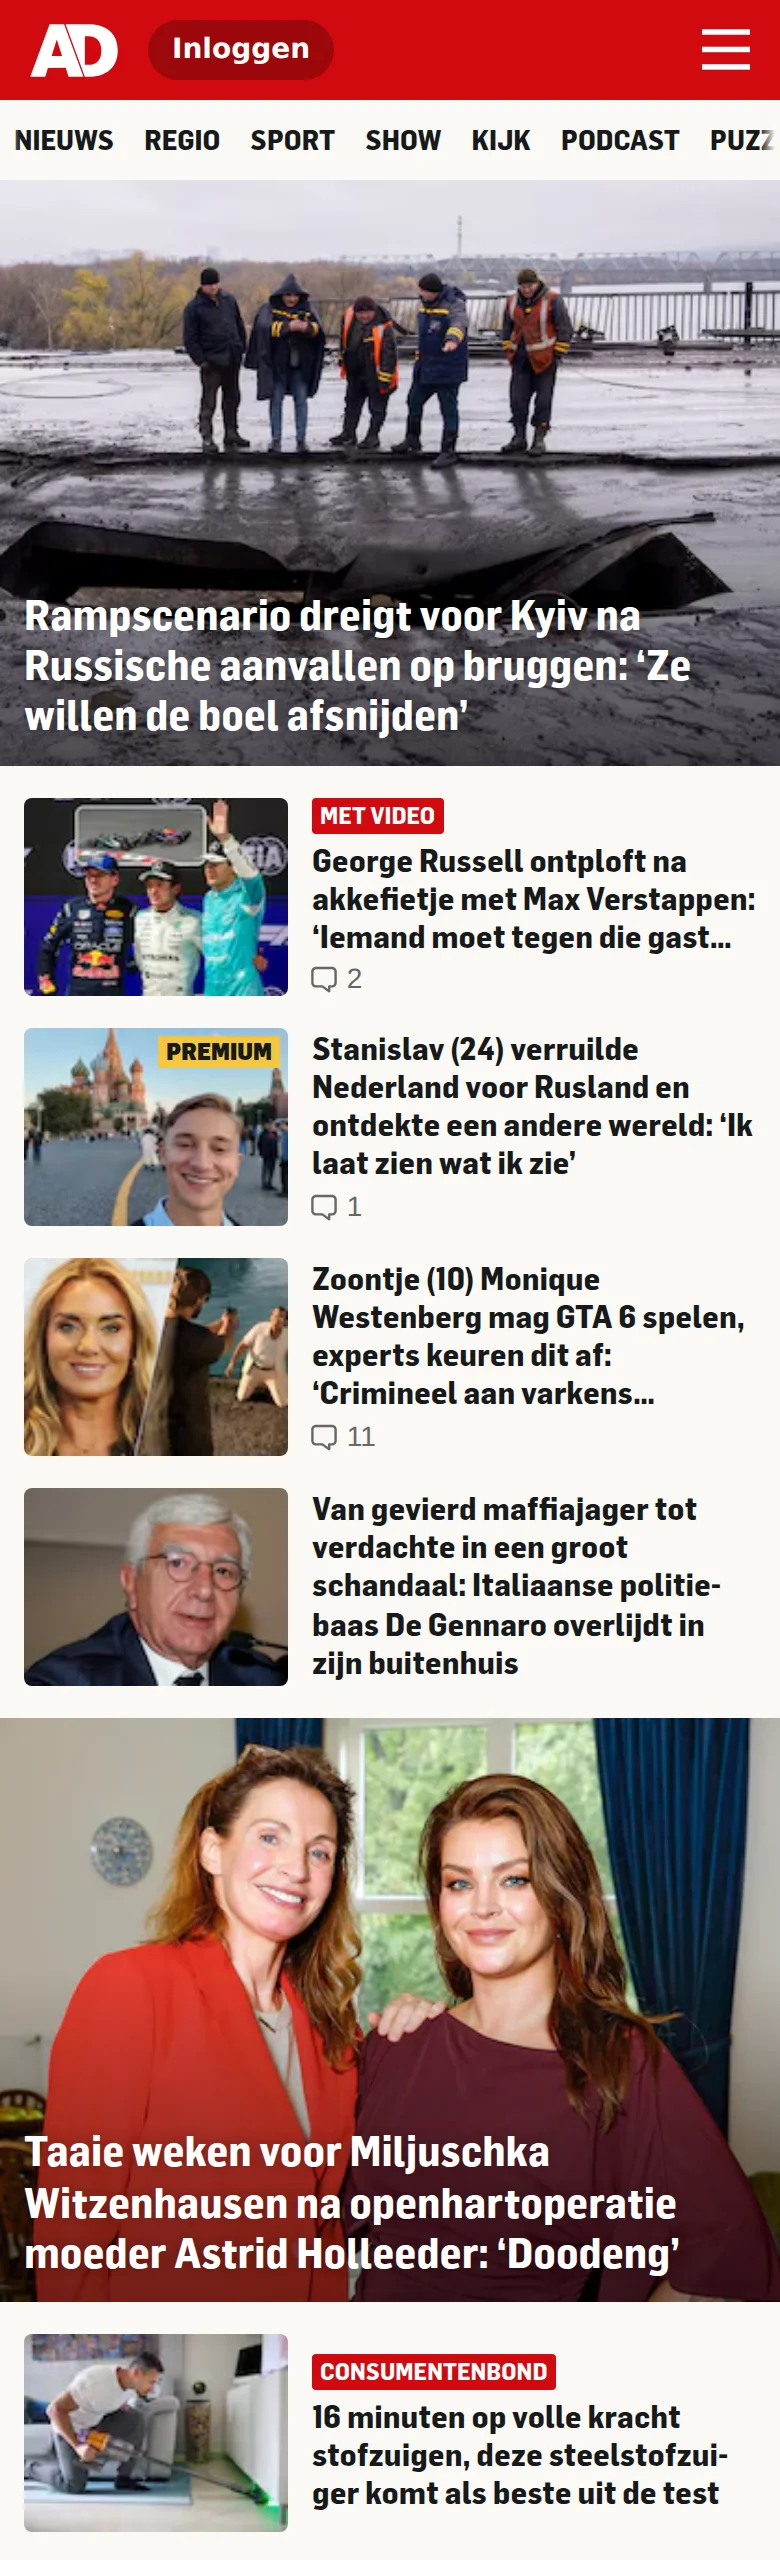 AD
Inloggen
NIEUWS REGIO SPORT SHOW KIJK PODCAST PUZZ
Rampscenario dreigt voor Kyiv na
Russische aanvallen op bruggen: ‘Ze
willen de boel afsnijden’
MET VIDEO
George Russell ontploft na
akkefietje met Max Verstappen:
‘Iemand moet tegen die gast...
2
PREMIUM
Stanislav (24) verruilde
Nederland voor Rusland en
ontdekte een andere wereld: ‘Ik
laat zien wat ik zie’
1
Zoontje (10) Monique
Westenberg mag GTA 6 spelen,
experts keuren dit af:
‘Crimineel aan varkens...
11
Van gevierd maffiajager tot
verdachte in een groot
schandaal: Italiaanse politie-
baas De Gennaro overlijdt in
zijn buitenhuis
Taaie weken voor Miljuschka
Witzenhausen na openhartoperatie
moeder Astrid Holleeder: ‘Doodeng’
CONSUMENTENBOND
16 minuten op volle kracht
stofzuigen, deze steelstofzui-
ger komt als beste uit de test